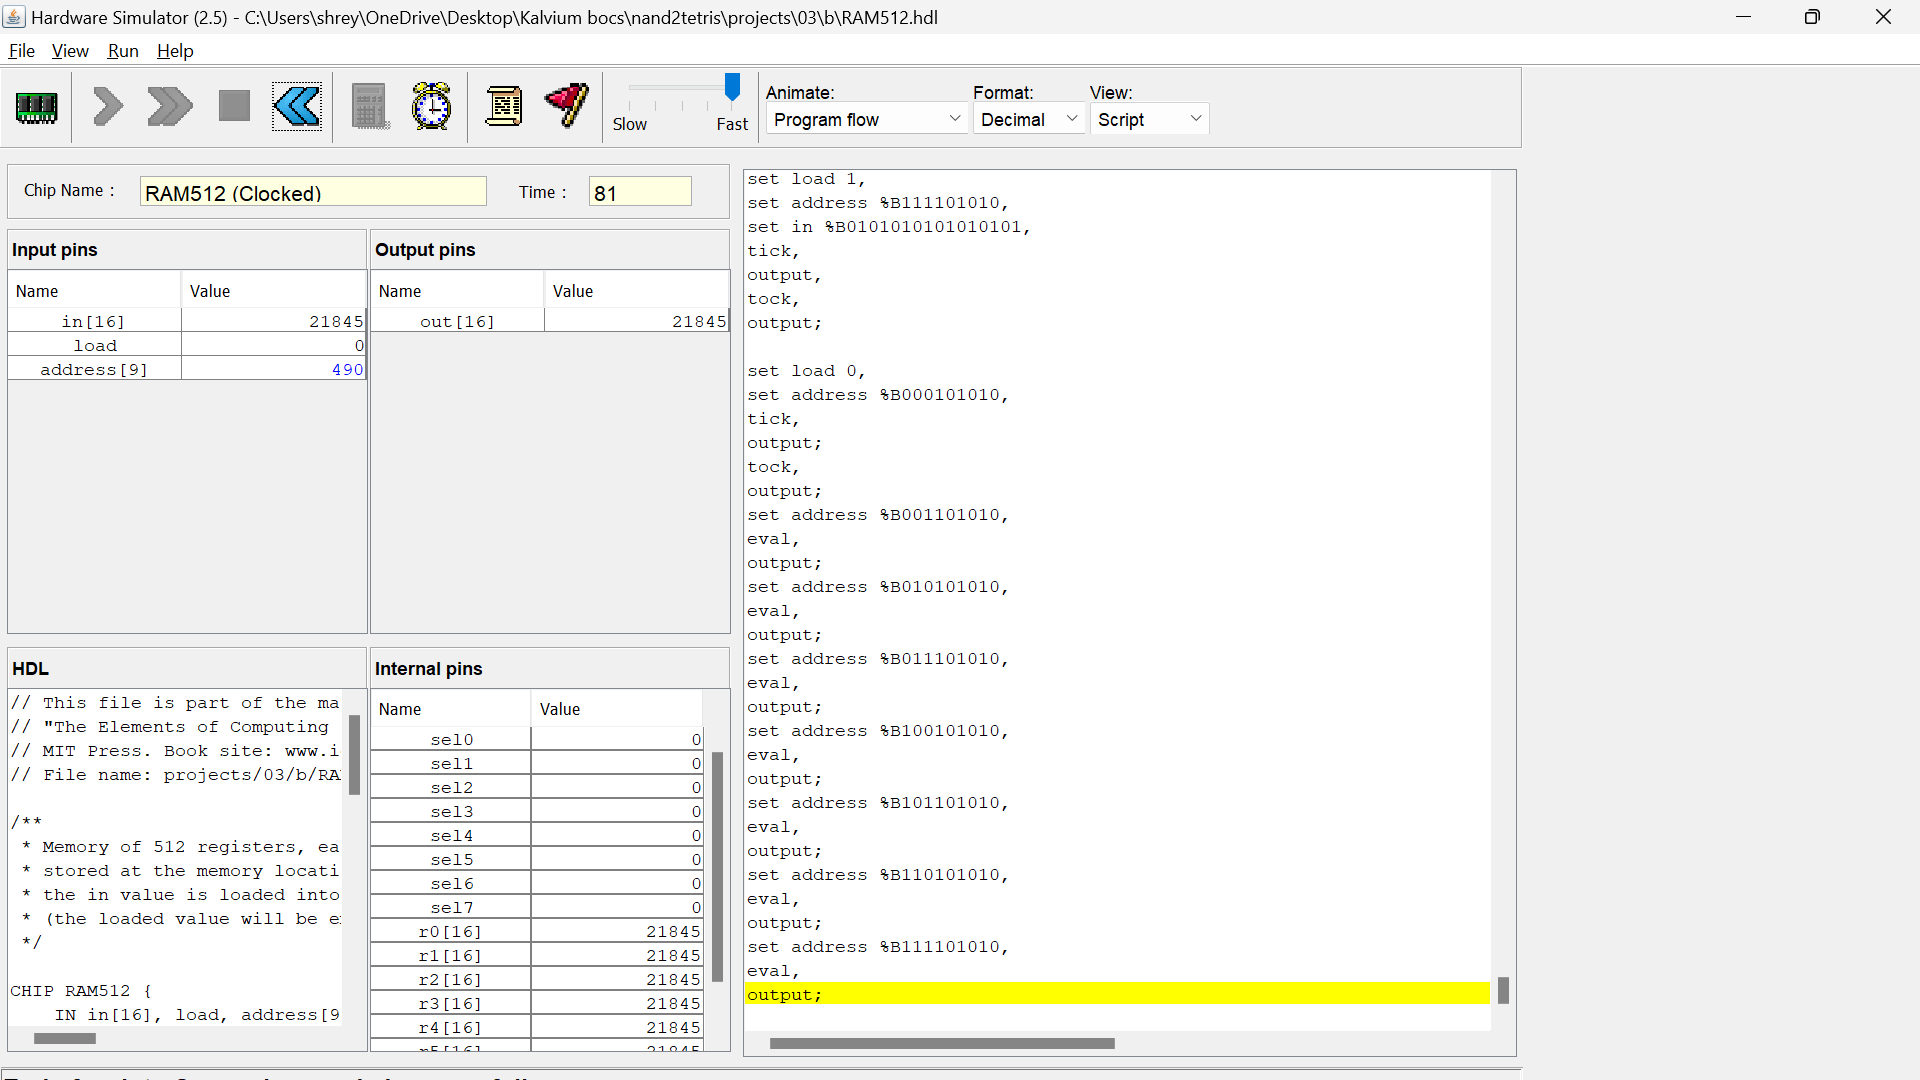 Hardware Simulator (2.5) - C:\Users\shrey\OneDrive\Desktop\Kalvium bocs\nand2tetris\projects\03\b\RAM512.hdl
File View Run Help
Slow Fast
Animate: Format: View:
Program flow Decimal Script
Chip Name : RAM512 (Clocked) Time : 81
Input pins
Name Value
in[16] 21845
load 0
address[9] 490
Output pins
Name Value
out[16] 21845
HDL
// This file is part of the ma
// "The Elements of Computing
// MIT Press. Book site: www.i
// File name: projects/03/b/RA
/**
* Memory of 512 registers, ea
* stored at the memory locati
* the in value is loaded into
* (the loaded value will be e
*/
CHIP RAM512 {
IN in[16], load, address[9
Internal pins
Name Value
sel0 0
sel1 0
sel2 0
sel3 0
sel4 0
sel5 0
sel6 0
sel7 0
r0[16] 21845
r1[16] 21845
r2[16] 21845
r3[16] 21845
r4[16] 21845
r5[16] 21845
set load 1,
set address %B111101010,
set in %B0101010101010101,
tick,
output,
tock,
output;
set load 0,
set address %B000101010,
tick,
output;
tock,
output;
set address %B001101010,
eval,
output;
set address %B010101010,
eval,
output;
set address %B011101010,
eval,
output;
set address %B100101010,
eval,
output;
set address %B101101010,
eval,
output;
set address %B110101010,
eval,
output;
set address %B111101010,
eval,
output;